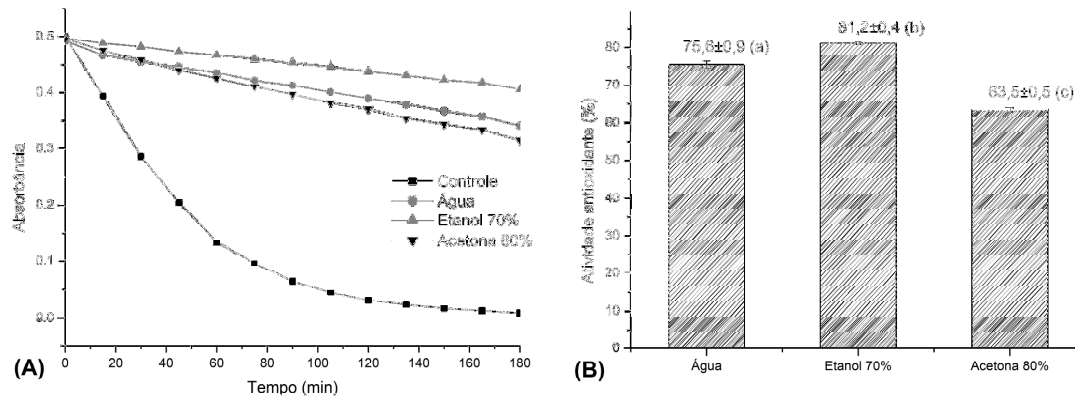 Absorbância
0.5
0.4
0.3
0.2
0.1
0.0
Controle
Água
Etanol 70%
Acetona 80%
0 20 40 60 80 100 120 140 160 180
Tempo (min)
(A)
Atividade antioxidante (%)
80
70
60
50
40
30
20
10
0
75,6±0,9 (a)
81,2±0,4 (b)
63,5±0,5 (c)
Água Etanol 70% Acetona 80%
(B)